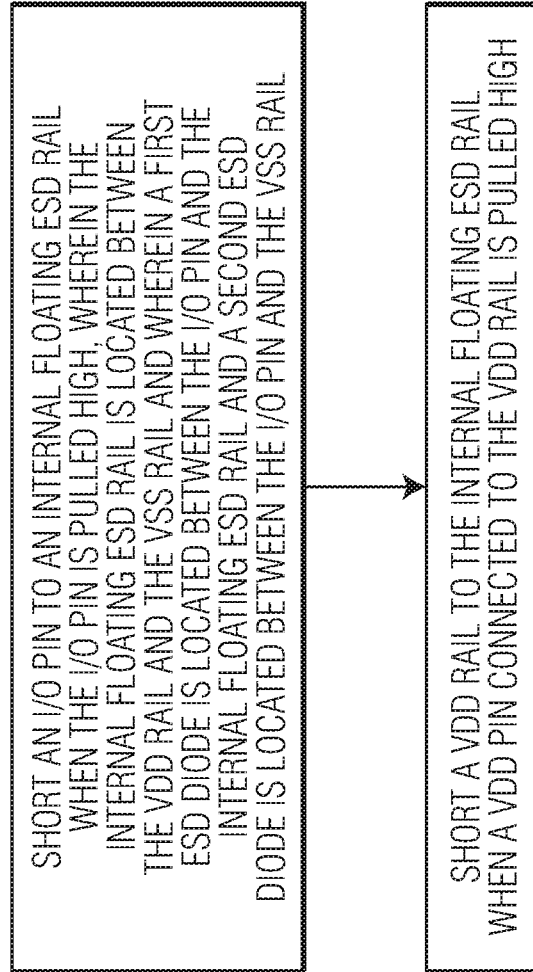 SHORT AN I/O PIN TO AN INTERNAL FLOATING ESD RAIL
WHEN THE I/O PIN IS PULLED HIGH, WHEREIN THE
INTERNAL FLOATING ESD RAIL IS LOCATED BETWEEN
THE VDD RAIL AND THE VSS RAIL AND WHEREIN A FIRST
ESD DIODE IS LOCATED BETWEEN THE I/O PIN AND THE
INTERNAL FLOATING ESD RAIL AND A SECOND ESD
DIODE IS LOCATED BETWEEN THE I/O PIN AND THE VSS RAIL
SHORT A VDD RAIL TO THE INTERNAL FLOATING ESD RAIL
WHEN A VDD PIN CONNECTED TO THE VDD RAIL IS PULLED HIGH